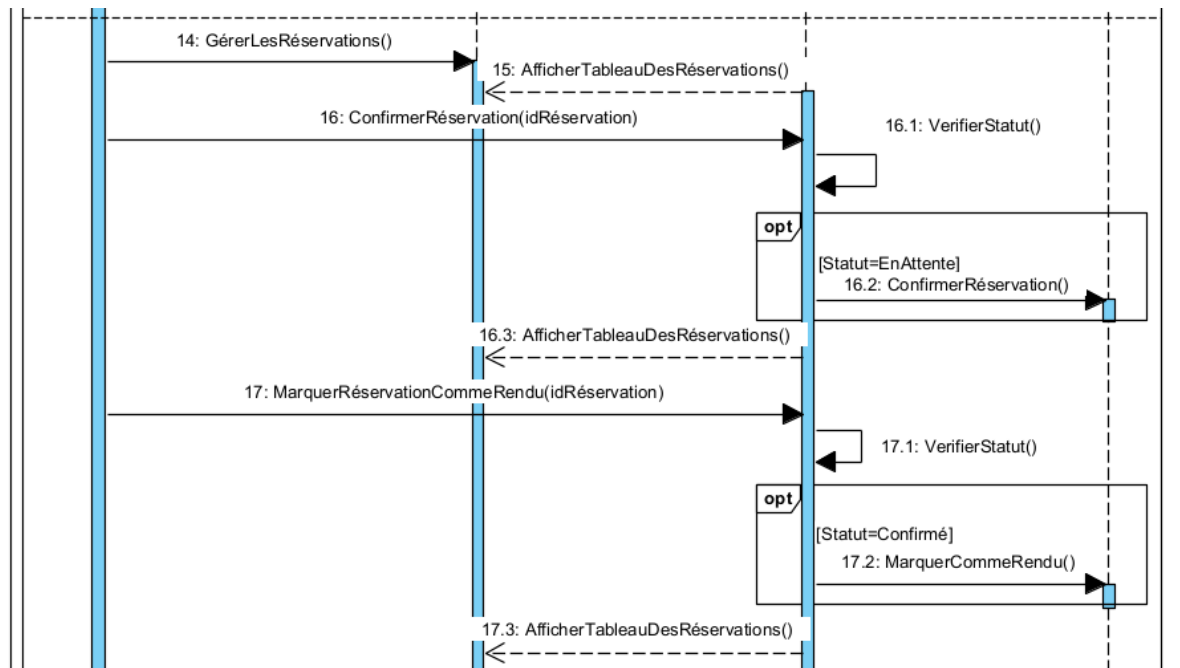 14: GérerLesRéservations()
15: AfficherTableauDesRéservations()
16: ConfirmerRéservation(idRéservation)
16.1: VerifierStatut()
opt
[Statut=EnAttente]
16.2: ConfirmerRéservation()
16.3: AfficherTableauDesRéservations()
17: MarquerRéservationCommeRendu(idRéservation)
17.1: VerifierStatut()
opt
[Statut=Confirmé]
17.2: MarquerCommeRendu()
17.3: AfficherTableauDesRéservations()